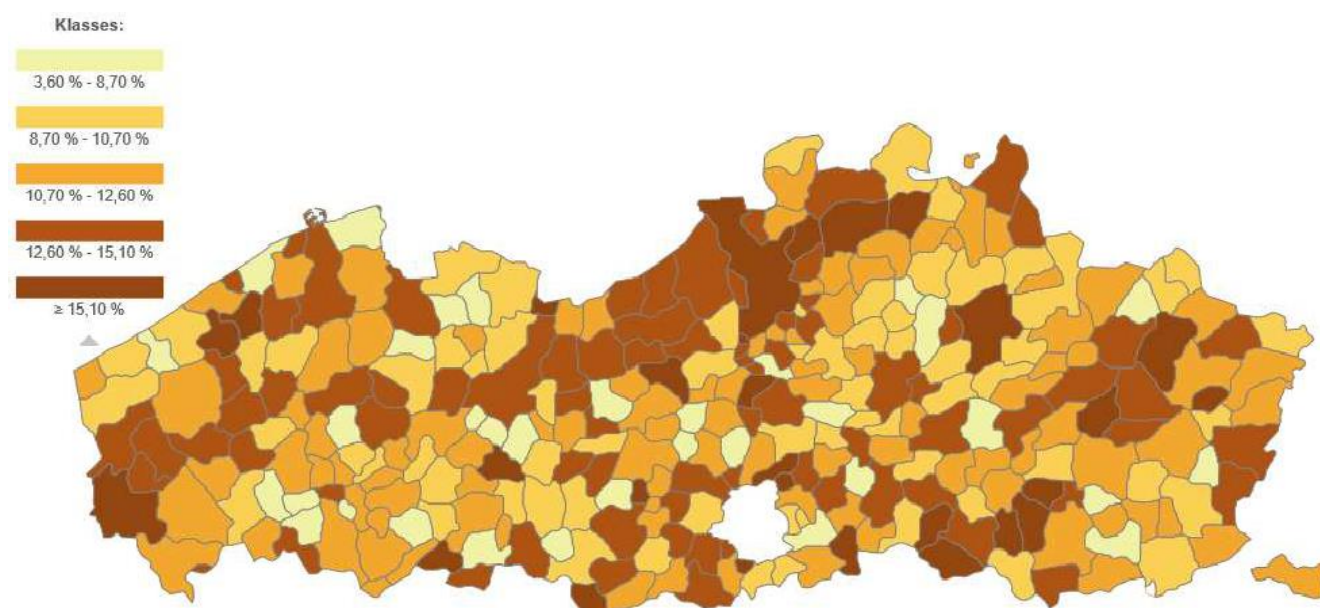 Klasses:
3,60 % - 8,70 %
8,70 % - 10,70 %
10,70 % - 12,60 %
12,60 % - 15,10 %
≥ 15,10 %